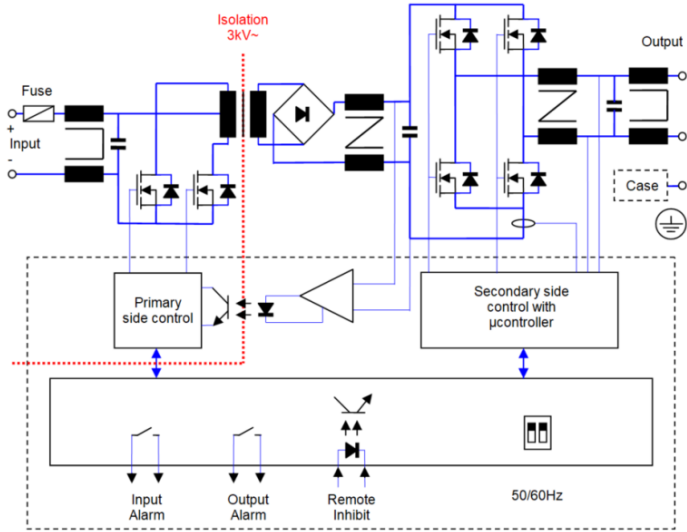 Isolation
3kV~
Output
Fuse
+
Input
-
Case
Primary
side control
Secondary side
control with
µcontroller
Input
Alarm
Output
Alarm
Remote
Inhibit
50/60Hz